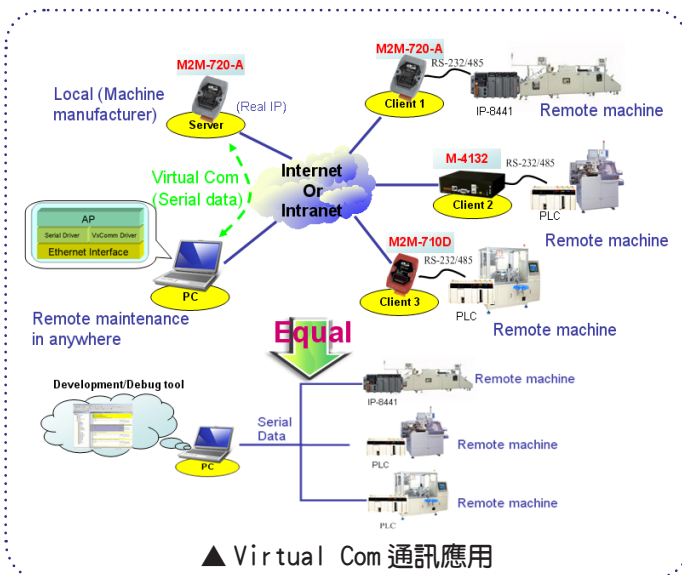 M2M-720-A
M2M-720-A
RS-232/485
(Real IP)
Local (Machine
manufacturer)
Server
Client 1
IP-8441
Remote machine
Virtual Com
(Serial data)
Internet
Or
Intranet
M-4132
RS-232/485
Client 2
PLC
Remote machine
AP
Serial Driver
VxComm Driver
Ethernet Interface
PC
M2M-710D
RS-232/485
Client 3
PLC
Remote machine
Remote maintenance
in anywhere
Equal
Development/Debug tool
PC
Serial
Data
IP-8441
Remote machine
PLC
Remote machine
PLC
Remote machine
▲ Virtual Com 通訊應用